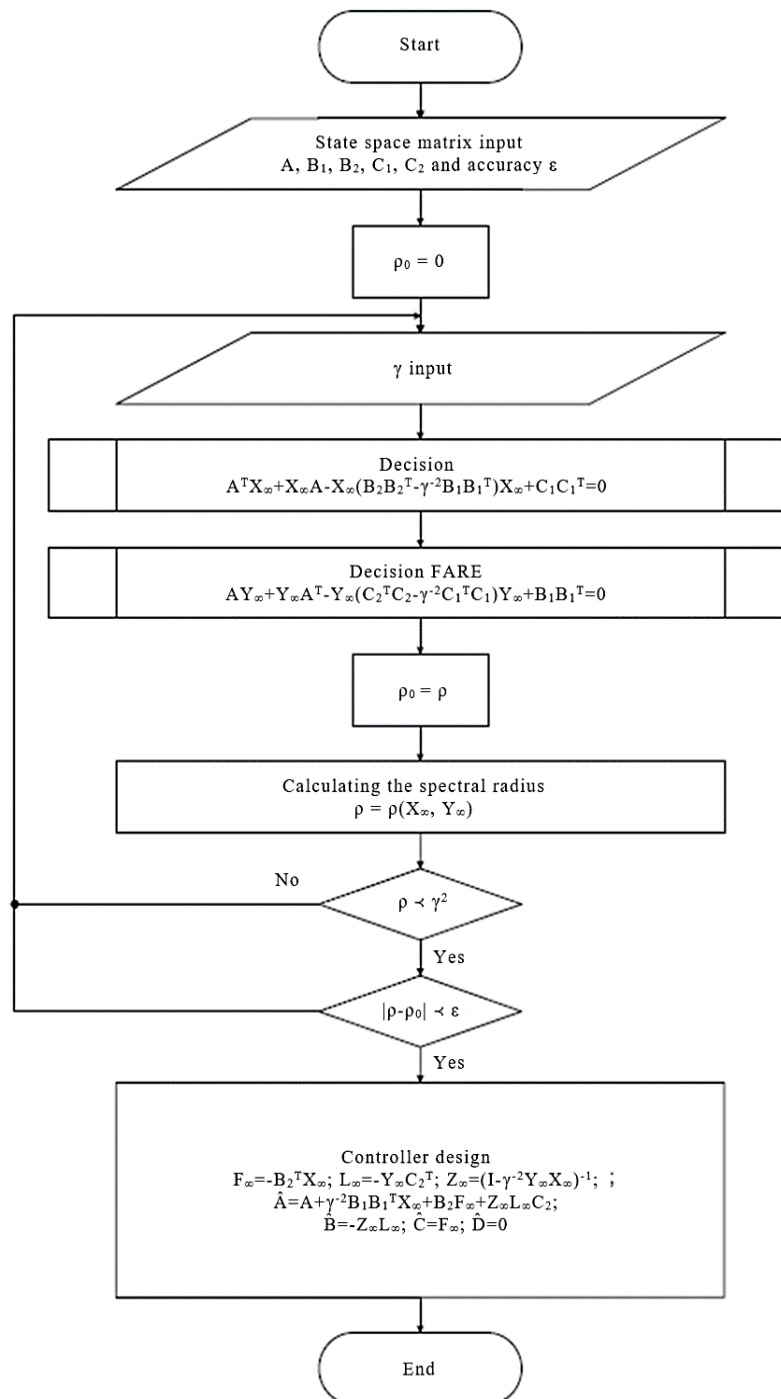 Start
State space matrix input
A, B₁, B₂, C₁, C₂ and accuracy ε
ρ₀ = 0
γ input
Decision
AᵀX∞+X∞A-X∞(B₂B₂ᵀ-γ⁻²B₁B₁ᵀ)X∞+C₁C₁ᵀ=0
Decision FARE
AY∞+Y∞Aᵀ-Y∞(C₂ᵀC₂-γ⁻²C₁ᵀC₁)Y∞+B₁B₁ᵀ=0
ρ₀ = ρ
Calculating the spectral radius
ρ = ρ(X∞, Y∞)
No
ρ ≺ γ²
Yes
|ρ-ρ₀| ≺ ε
Yes
Controller design
F∞=-B₂ᵀX∞; L∞=-Y∞C₂ᵀ; Z∞=(I-γ⁻²Y∞X∞)⁻¹; ;
Â=A+γ⁻²B₁B₁ᵀX∞+B₂F∞+Z∞L∞C₂;
B̂=-Z∞L∞; Ĉ=F∞; D̂=0
End